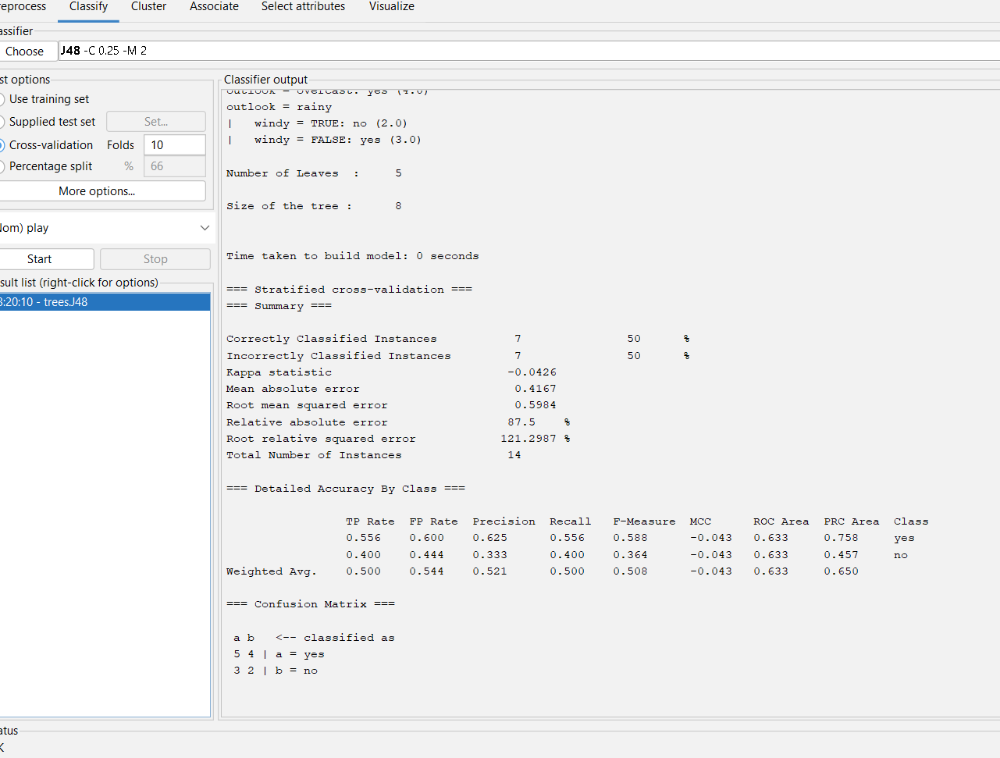 eprocess Classify Cluster Associate Select attributes Visualize
assifier
Choose J48 -C 0.25 -M 2
st options
Use training set
Supplied test set Set...
Cross-validation Folds 10
Percentage split % 66
More options...
om) play
Start Stop
sult list (right-click for options)
3:20:10 - trees.J48
Classifier output
outlook = overcast: yes (4.0)
outlook = rainy
|   windy = TRUE: no (2.0)
|   windy = FALSE: yes (3.0)
Number of Leaves  :     5
Size of the tree :      8
Time taken to build model: 0 seconds
=== Stratified cross-validation ===
=== Summary ===
Correctly Classified Instances           7               50      %
Incorrectly Classified Instances         7               50      %
Kappa statistic                         -0.0426
Mean absolute error                      0.4167
Root mean squared error                  0.5984
Relative absolute error                 87.5    %
Root relative squared error            121.2987 %
Total Number of Instances               14
=== Detailed Accuracy By Class ===
TP Rate  FP Rate  Precision  Recall   F-Measure  MCC      ROC Area  PRC Area  Class
0.556    0.600    0.625      0.556    0.588      -0.043   0.633     0.758     yes
0.400    0.444    0.333      0.400    0.364      -0.043   0.633     0.457     no
Weighted Avg.    0.500    0.544    0.521      0.500    0.508      -0.043   0.633     0.650
=== Confusion Matrix ===
a b   <-- classified as
5 4 | a = yes
3 2 | b = no
atus
K